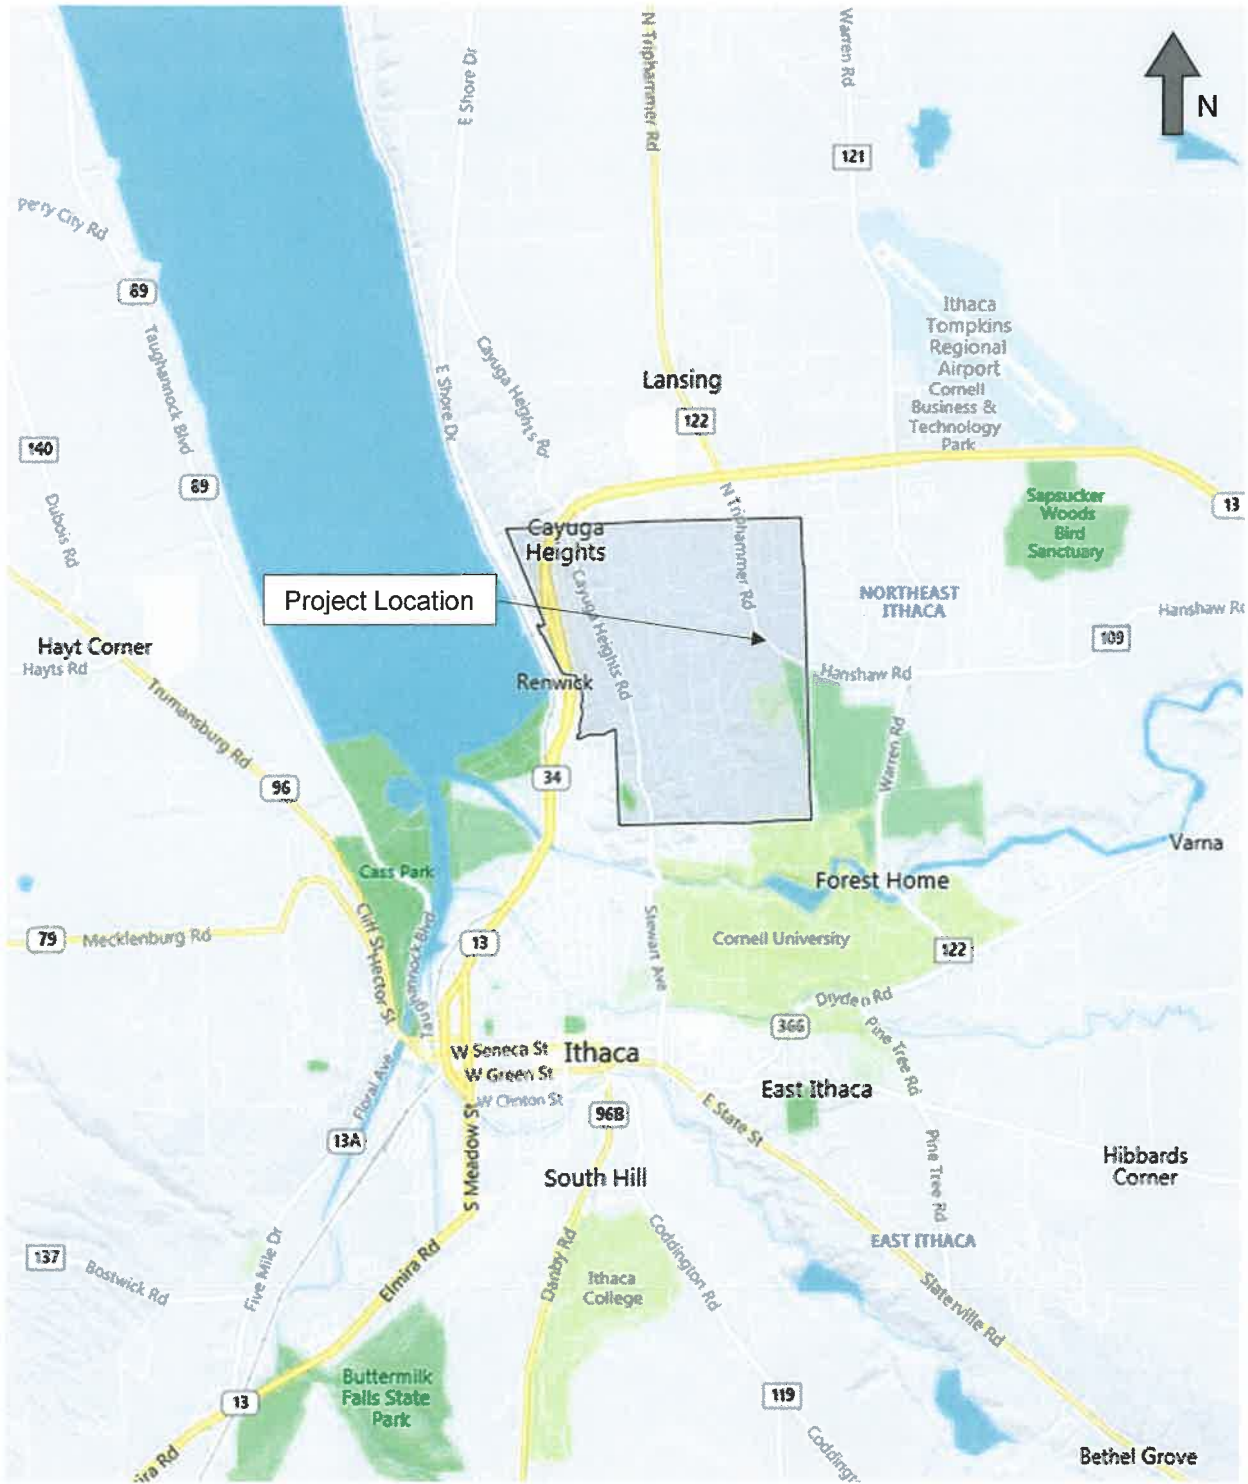 E Shore Dr
N Triphammer Rd
Warren Rd
N
121
Perry City Rd
89
Ithaca
Tompkins
Regional
Airport
Cornell
Business &
Technology
Park
Taughannock Blvd
E Shore Dr
Cayuga Heights Rd
Lansing
122
140
89
Dubois Rd
N Triphammer Rd
Sapsucker
Woods
Bird
Sanctuary
13
Cayuga
Heights
Cayuga Heights Rd
Project Location
NORTHEAST
ITHACA
Hanshaw Rd
109
Hayt Corner
Hayts Rd
Hanshaw Rd
Renwick
Trumansburg Rd
Warren Rd
34
96
Varna
Cass Park
Forest Home
Stewart Ave
Cliff St
Spector St
Taughannock Blvd
79
Mecklenburg Rd
13
Cornell University
122
Dryden Rd
366
Pine Tree Rd
W Seneca St
Ithaca
W Green St
W Clinton St
East Ithaca
Floral Ave
96B
E State St
13A
S Meadow St
Pine Tree Rd
South Hill
Hibbards
Corner
137
Bostwick Rd
Five Mile Dr
Elmira Rd
Danby Rd
Coddington Rd
EAST ITHACA
Ithaca
College
Slaterville Rd
Buttermilk
Falls State
Park
13
119
ira Rd
Codding
Bethel Grove